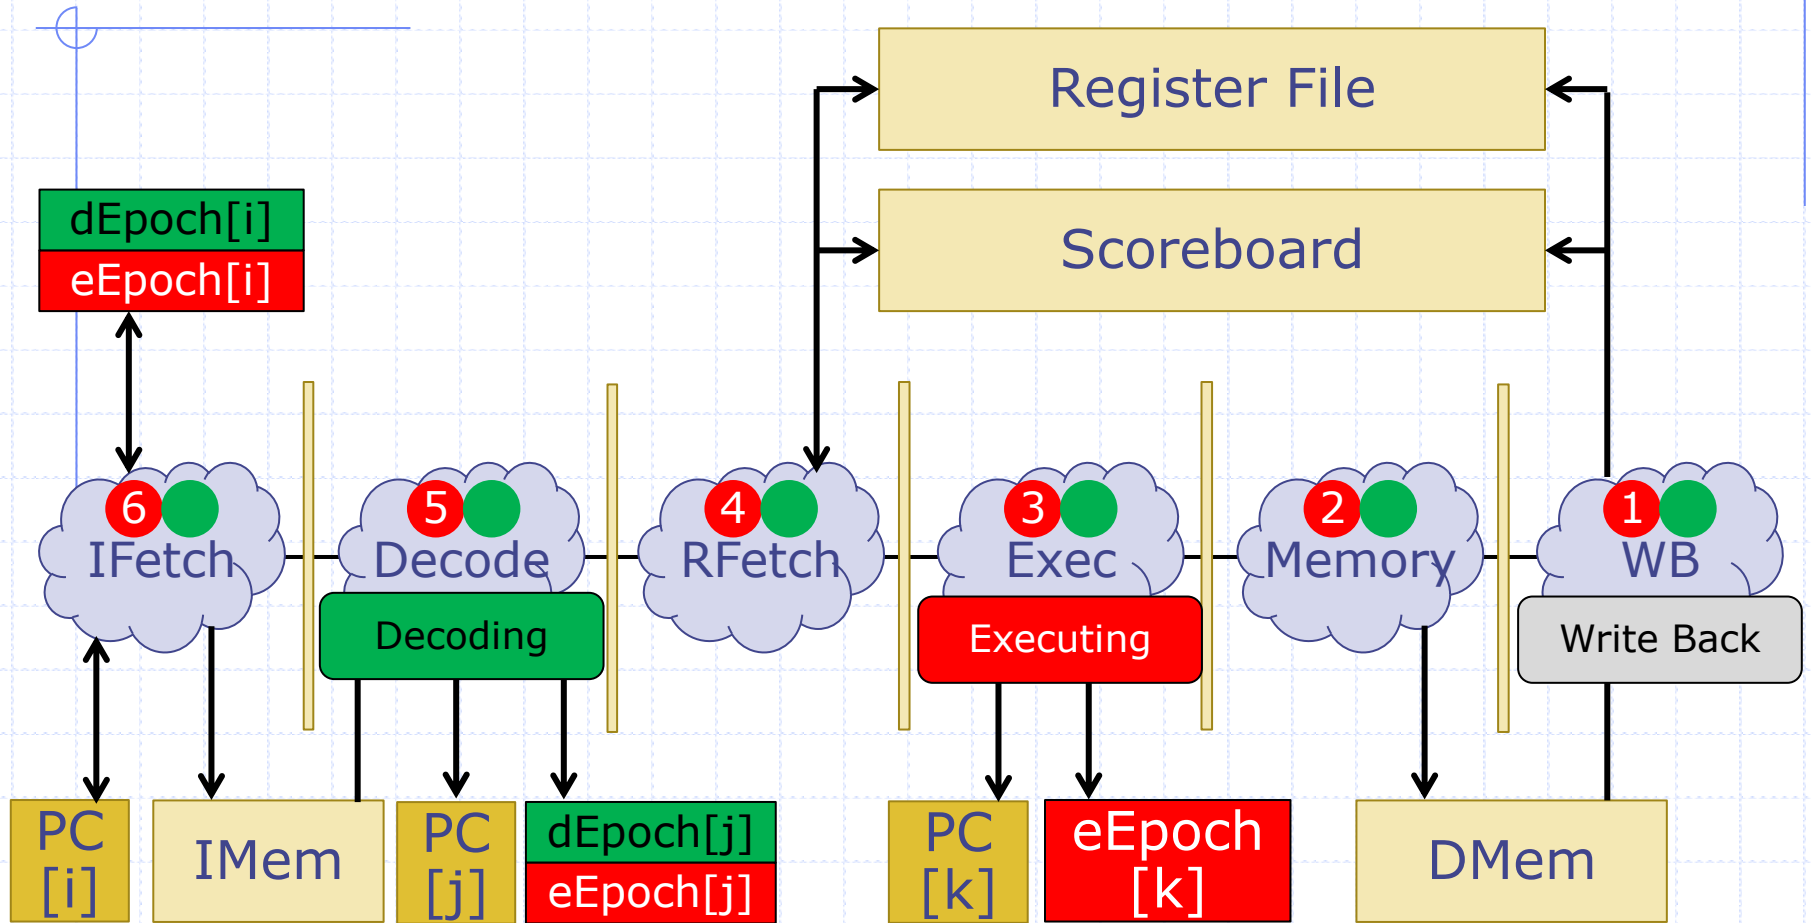 Register File
Scoreboard
dEpoch[i]
eEpoch[i]
6
IFetch
5
Decode
4
RFetch
3
Exec
2
Memory
1
WB
Decoding
Executing
Write Back
PC
[i]
IMem
PC
[j]
dEpoch[j]
eEpoch[j]
PC
[k]
eEpoch
[k]
DMem